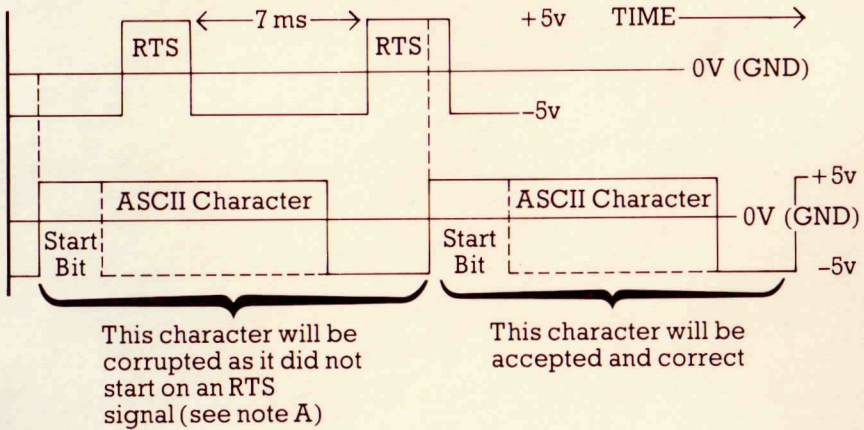 RTS
7 ms
RTS
+5v
TIME
0V (GND)
–5v
ASCII Character
Start
Bit
ASCII Character
Start
Bit
+5v
0V (GND)
–5v
This character will be
corrupted as it did not
start on an RTS
signal (see note A)
This character will be
accepted and correct